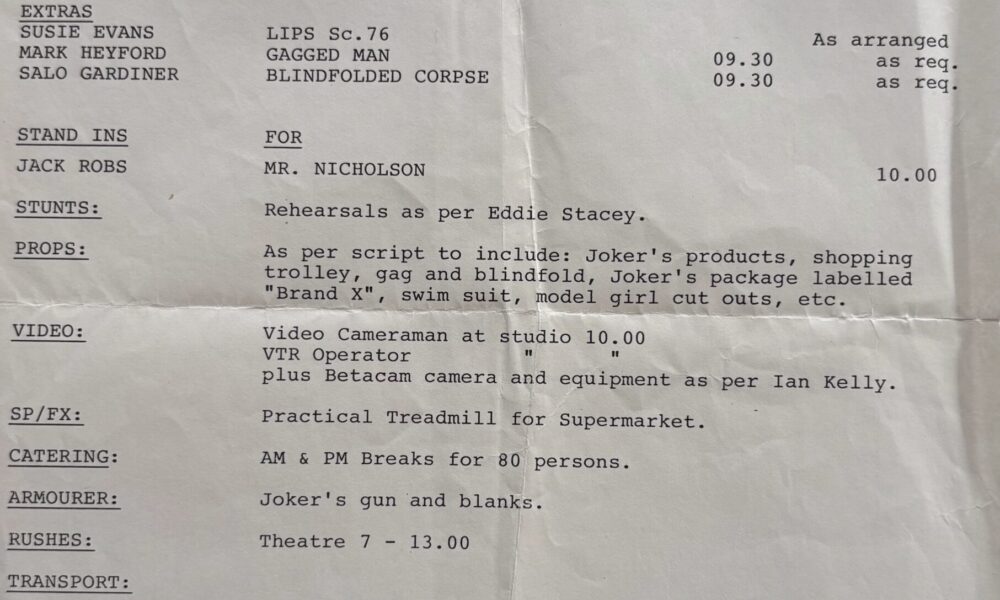 EXTRAS
SUSIE EVANS LIPS Sc.76 As arranged
MARK HEYFORD GAGGED MAN 09.30 as req.
SALO GARDINER BLINDFOLDED CORPSE 09.30 as req.
STAND INS FOR
JACK ROBS MR. NICHOLSON 10.00
STUNTS: Rehearsals as per Eddie Stacey.
PROPS: As per script to include: Joker's products, shopping
trolley, gag and blindfold, Joker's package labelled
"Brand X", swim suit, model girl cut outs, etc.
VIDEO: Video Cameraman at studio 10.00
VTR Operator " "
plus Betacam camera and equipment as per Ian Kelly.
SP/FX: Practical Treadmill for Supermarket.
CATERING: AM & PM Breaks for 80 persons.
ARMOURER: Joker's gun and blanks.
RUSHES: Theatre 7 - 13.00
TRANSPORT: